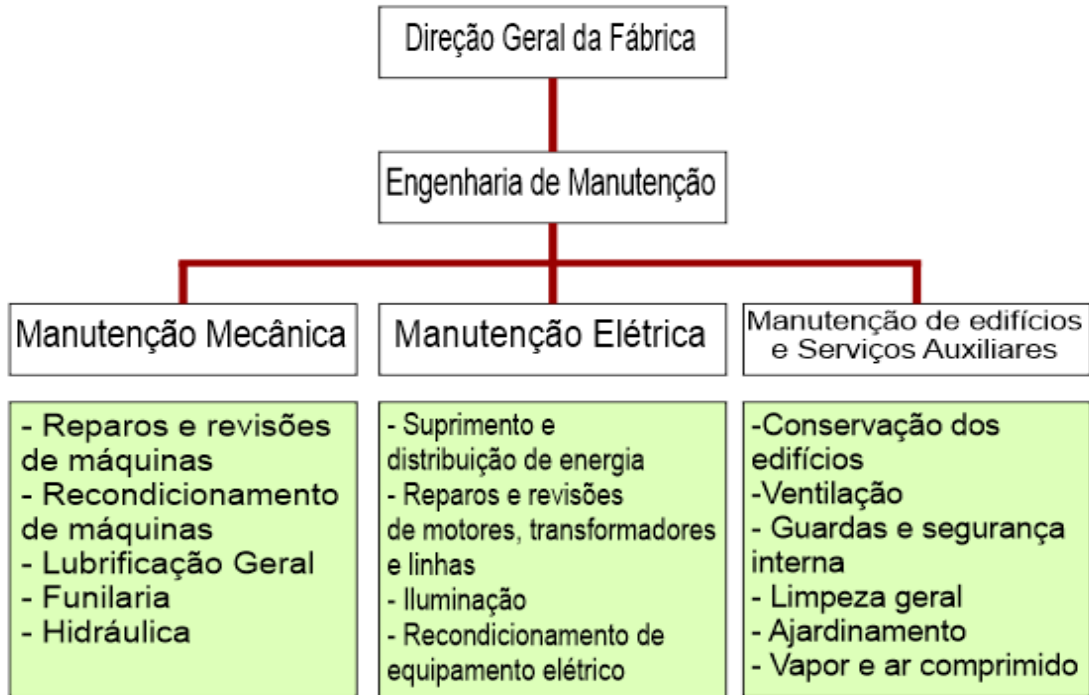 Direção Geral da Fábrica
Engenharia de Manutenção
Manutenção Mecânica
- Reparos e revisões
de máquinas
- Recondicionamento
de máquinas
- Lubrificação Geral
- Funilaria
- Hidráulica
Manutenção Elétrica
- Suprimento e
distribuição de energia
- Reparos e revisões
de motores, transformadores
e linhas
- Iluminação
- Recondicionamento de
equipamento elétrico
Manutenção de edifícios
e Serviços Auxiliares
-Conservação dos
edifícios
-Ventilação
- Guardas e segurança
interna
- Limpeza geral
- Ajardinamento
- Vapor e ar comprimido